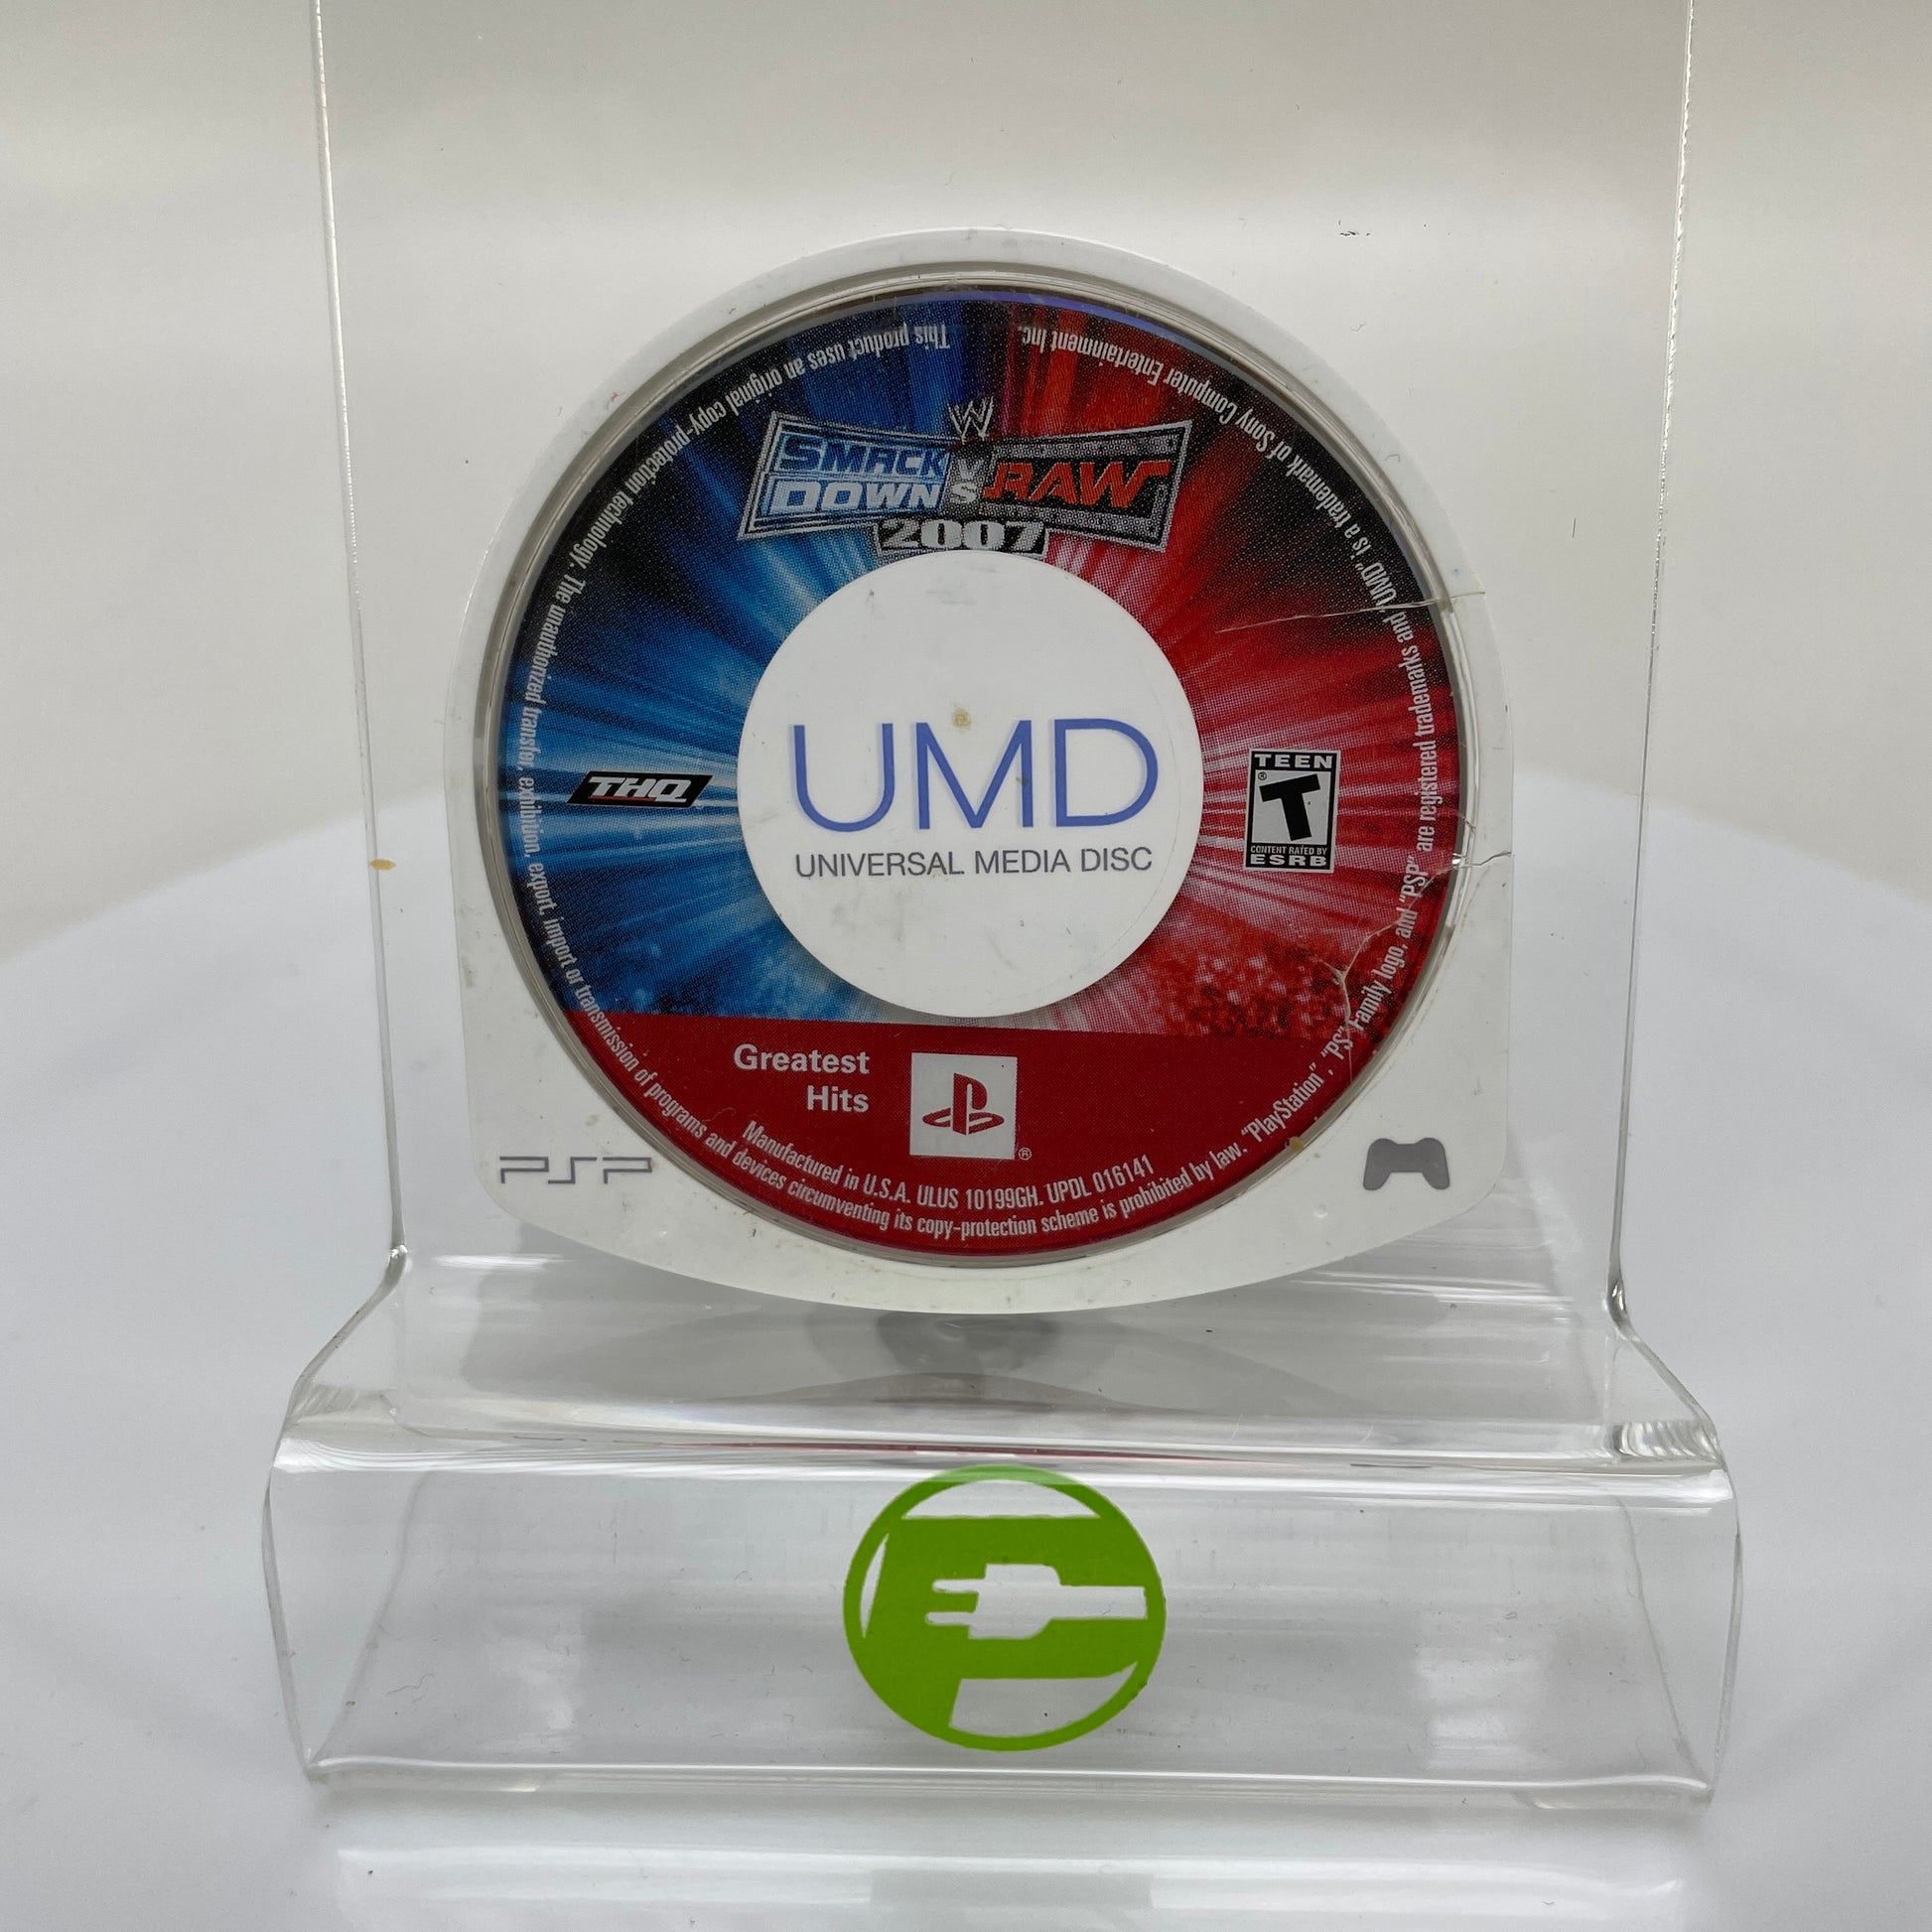 W
SMACK
DOWN
VS
RAW
2007
THQ
UMD
UNIVERSAL MEDIA DISC
TEEN
T
®
CONTENT RATED BY
ESRB
Greatest
Hits
®
PSP
Manufactured in U.S.A. ULUS 10199GH. UPDL 016141
This product uses an original copy-protection technology. The unauthorized transfer, exhibition, export, import or transmission of programs and devices circumventing its copy-protection scheme is prohibited by law. "PlayStation", "PS" Family logo, and "PSP" are registered trademarks and "UMD" is a trademark of Sony Computer Entertainment Inc.